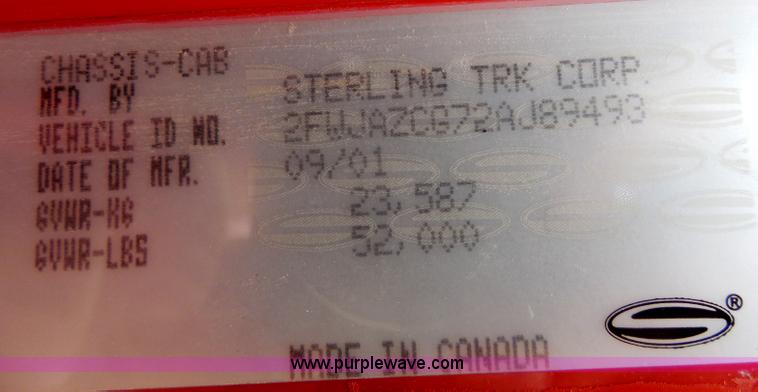 CHASSIS-CAB
MFD. BY STERLING TRK CORP.
VEHICLE ID NO. 2FWJAZCG72AJ89493
DATE OF MFR. 09/01
GVWR-KG 23,587
GVWR-LBS 52,000
®
MADE IN CANADA
www.purplewave.com